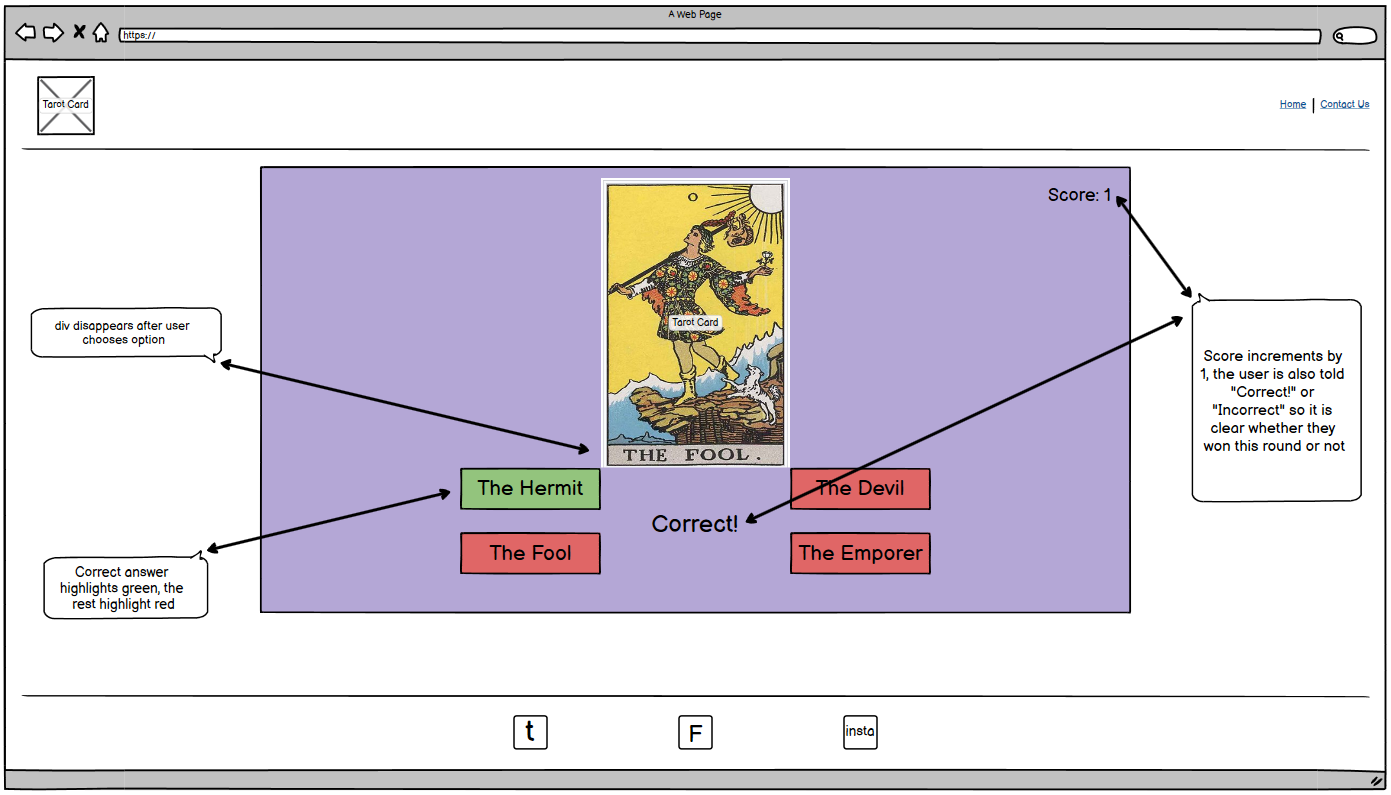 A Web Page
https://
Tarot Card
Home | Contact Us
Score: 1
0
Tarot Card
THE FOOL.
div disappears after user
chooses option
Score increments by
1, the user is also told
"Correct!" or
"Incorrect" so it is
clear whether they
won this round or not
The Hermit
The Devil
Correct!
The Fool
The Emporer
Correct answer
highlights green, the
rest highlight red
t
F
insta